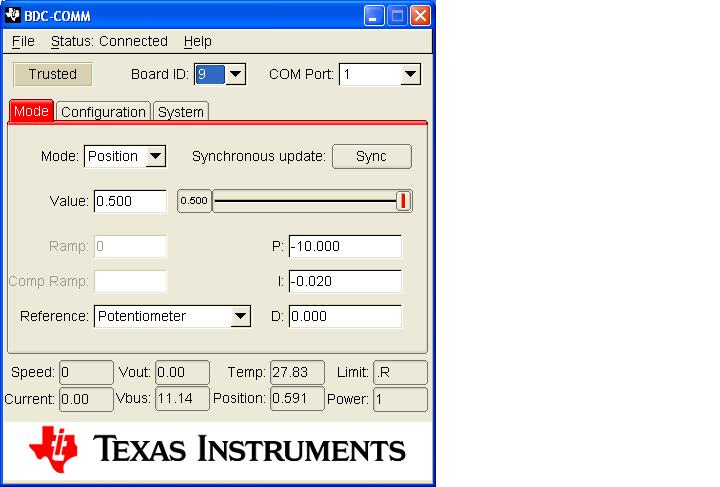 BDC-COMM
File Status: Connected Help
Trusted Board ID: 9 COM Port: 1
Mode Configuration System
Mode: Position Synchronous update: Sync
Value: 0.500 0.500
Ramp: 0 P: -10.000
Comp Ramp: I: -0.020
Reference: Potentiometer D: 0.000
Speed: 0 Vout: 0.00 Temp: 27.83 Limit: .R
Current: 0.00 Vbus: 11.14 Position: 0.591 Power: 1
TEXAS INSTRUMENTS